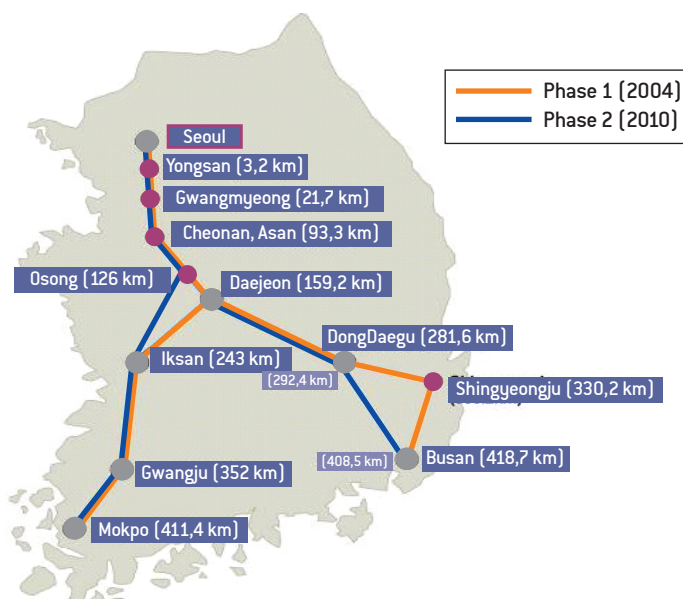 Phase 1 (2004)
Phase 2 (2010)
Seoul
Yongsan (3,2 km)
Gwangmyeong (21,7 km)
Cheonan, Asan (93,3 km)
Osong (126 km)
Daejeon (159,2 km)
DongDaegu (281,6 km)
Iksan (243 km)
(292,4 km)
Shingyeongju (330,2 km)
(408,5 km)
Busan (418,7 km)
Gwangju (352 km)
Mokpo (411,4 km)